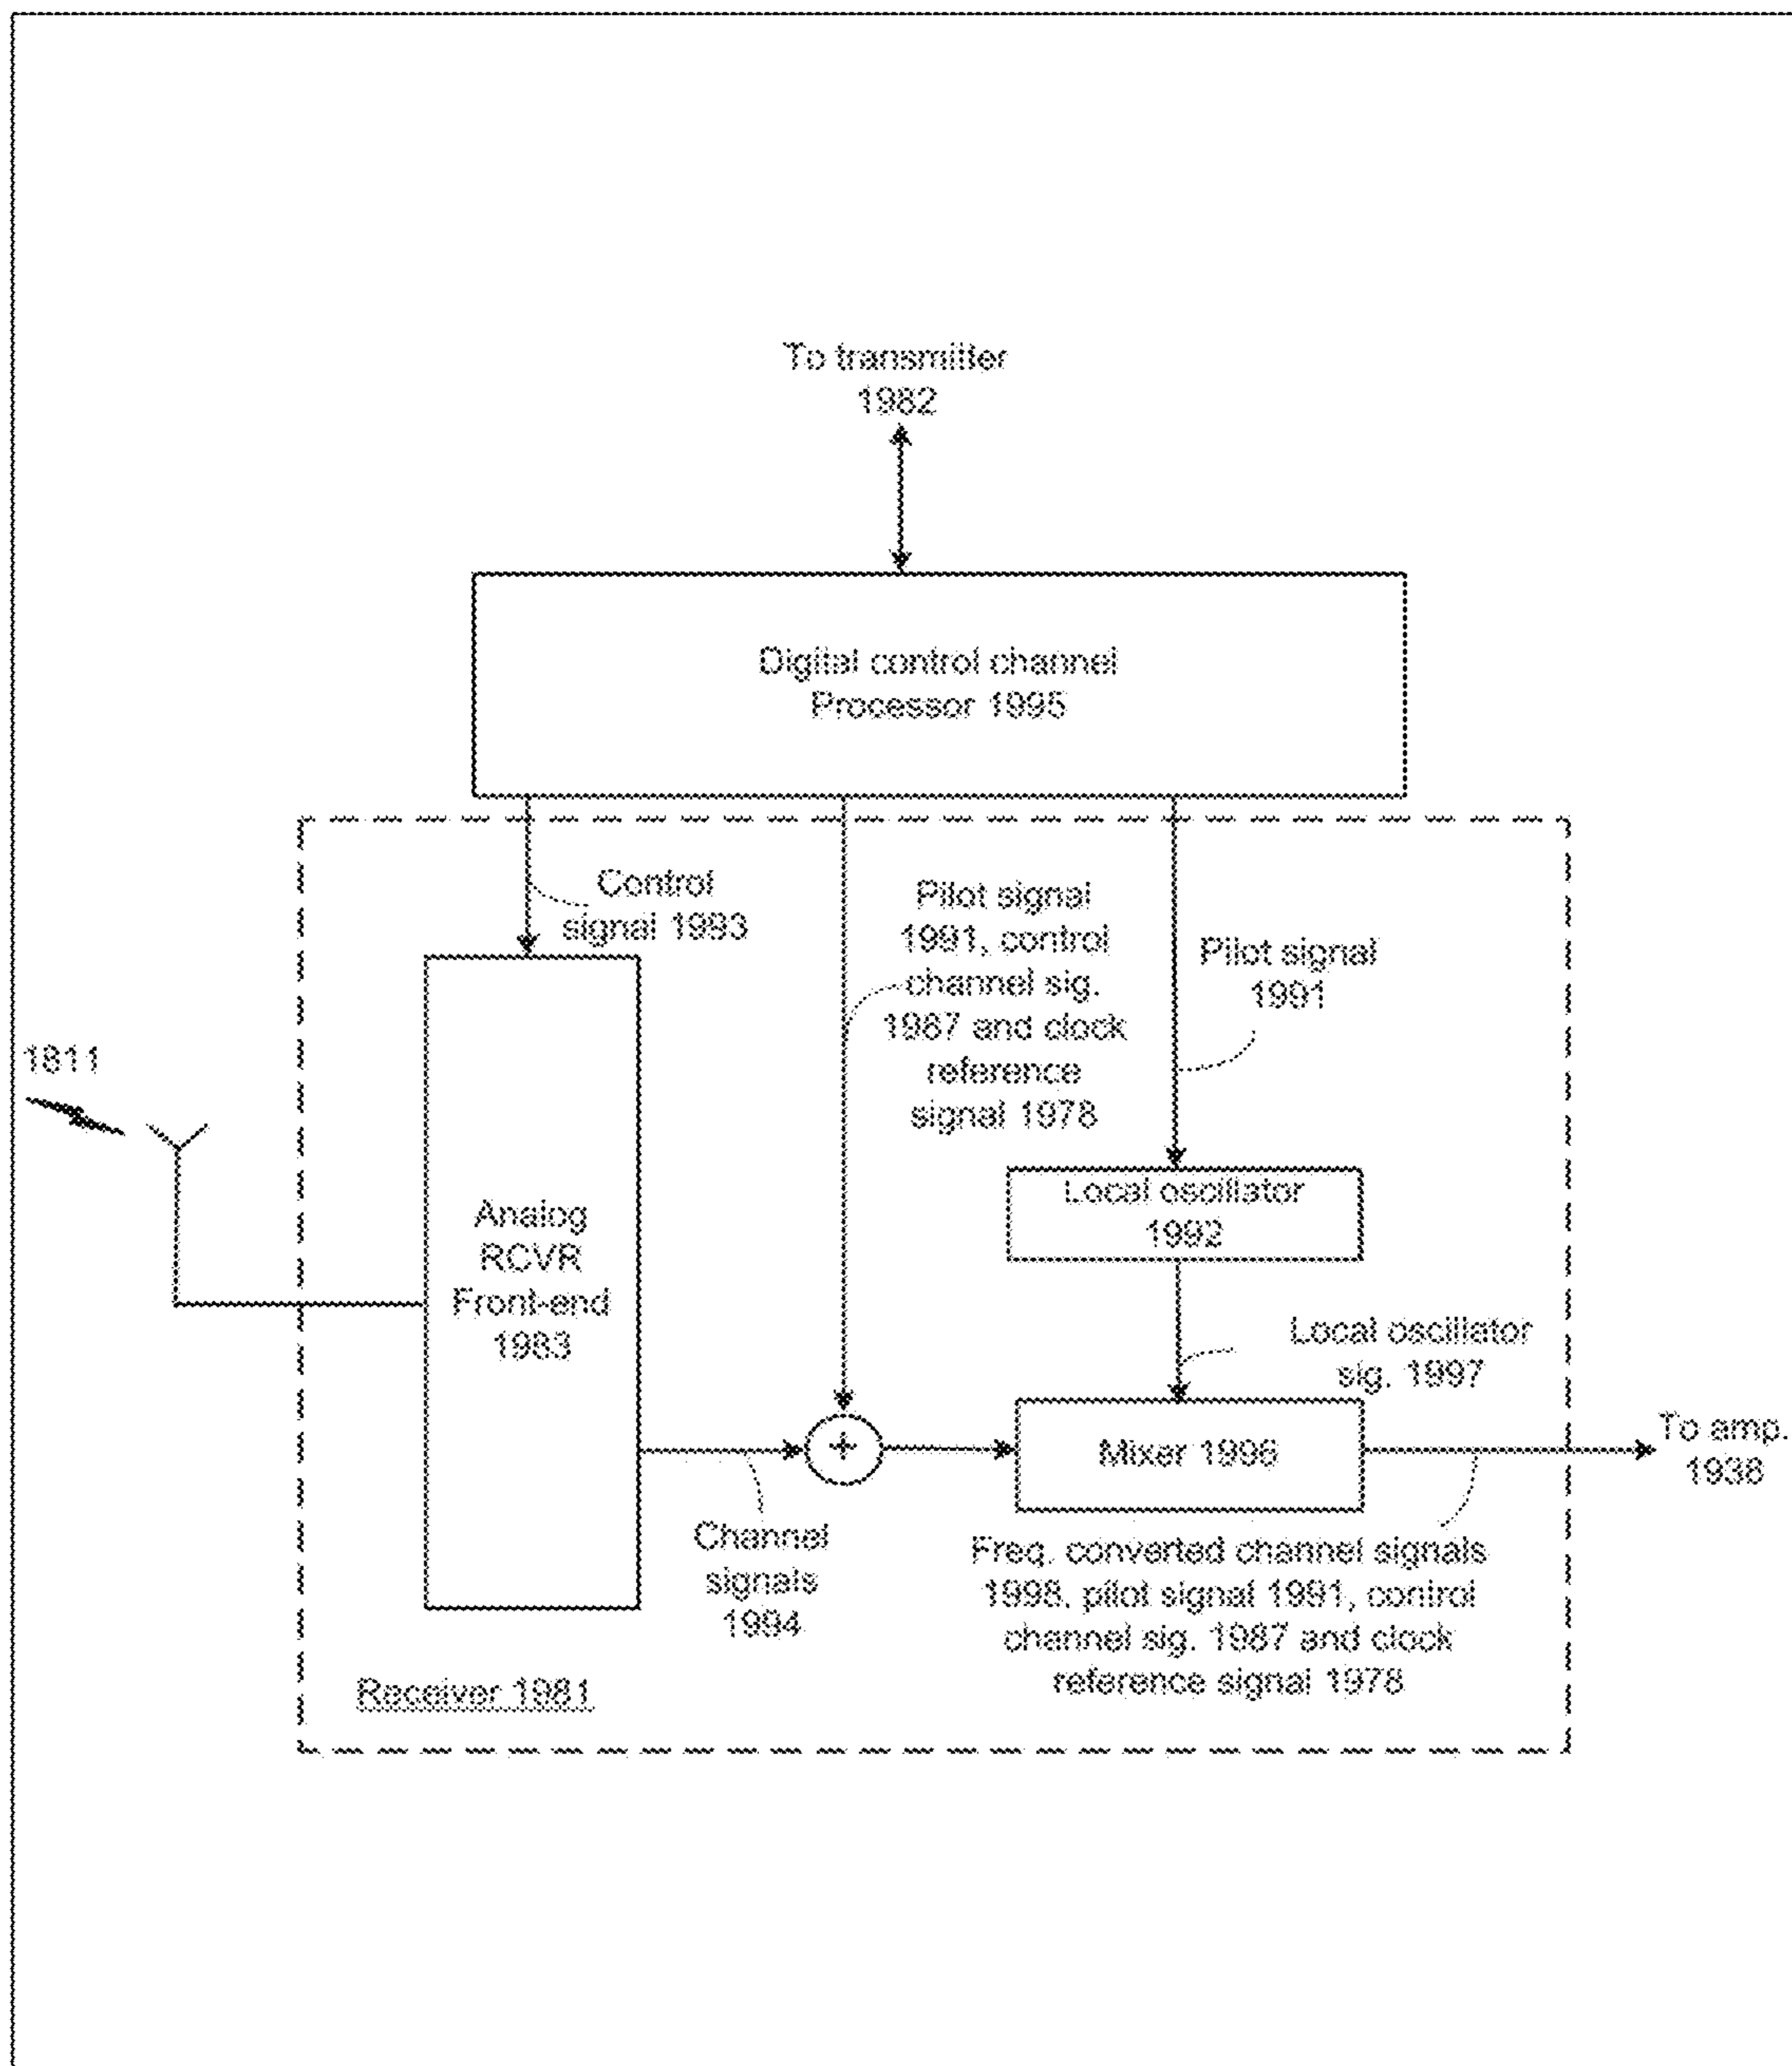 To transmitter
1982
Digital control channel
Processor 1995
Control
signal 1993
Pilot signal
1991, control
channel sig.
1987 and clock
reference
signal 1978
Pilot signal
1991
1811
Local oscillator
1992
Analog
RCVR
Front-end
1983
Local oscillator
sig. 1997
+
Mixer 1996
To amp.
1938
Channel
signals
1994
Freq. converted channel signals
1998. pilot signal 1991, control
channel sig. 1987 and clock
reference signal 1978
Receiver 1981